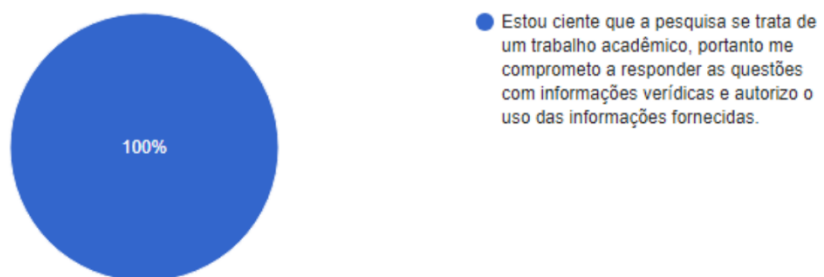 100%
Estou ciente que a pesquisa se trata de
um trabalho acadêmico, portanto me
comprometo a responder as questões
com informações verídicas e autorizo o
uso das informações fornecidas.